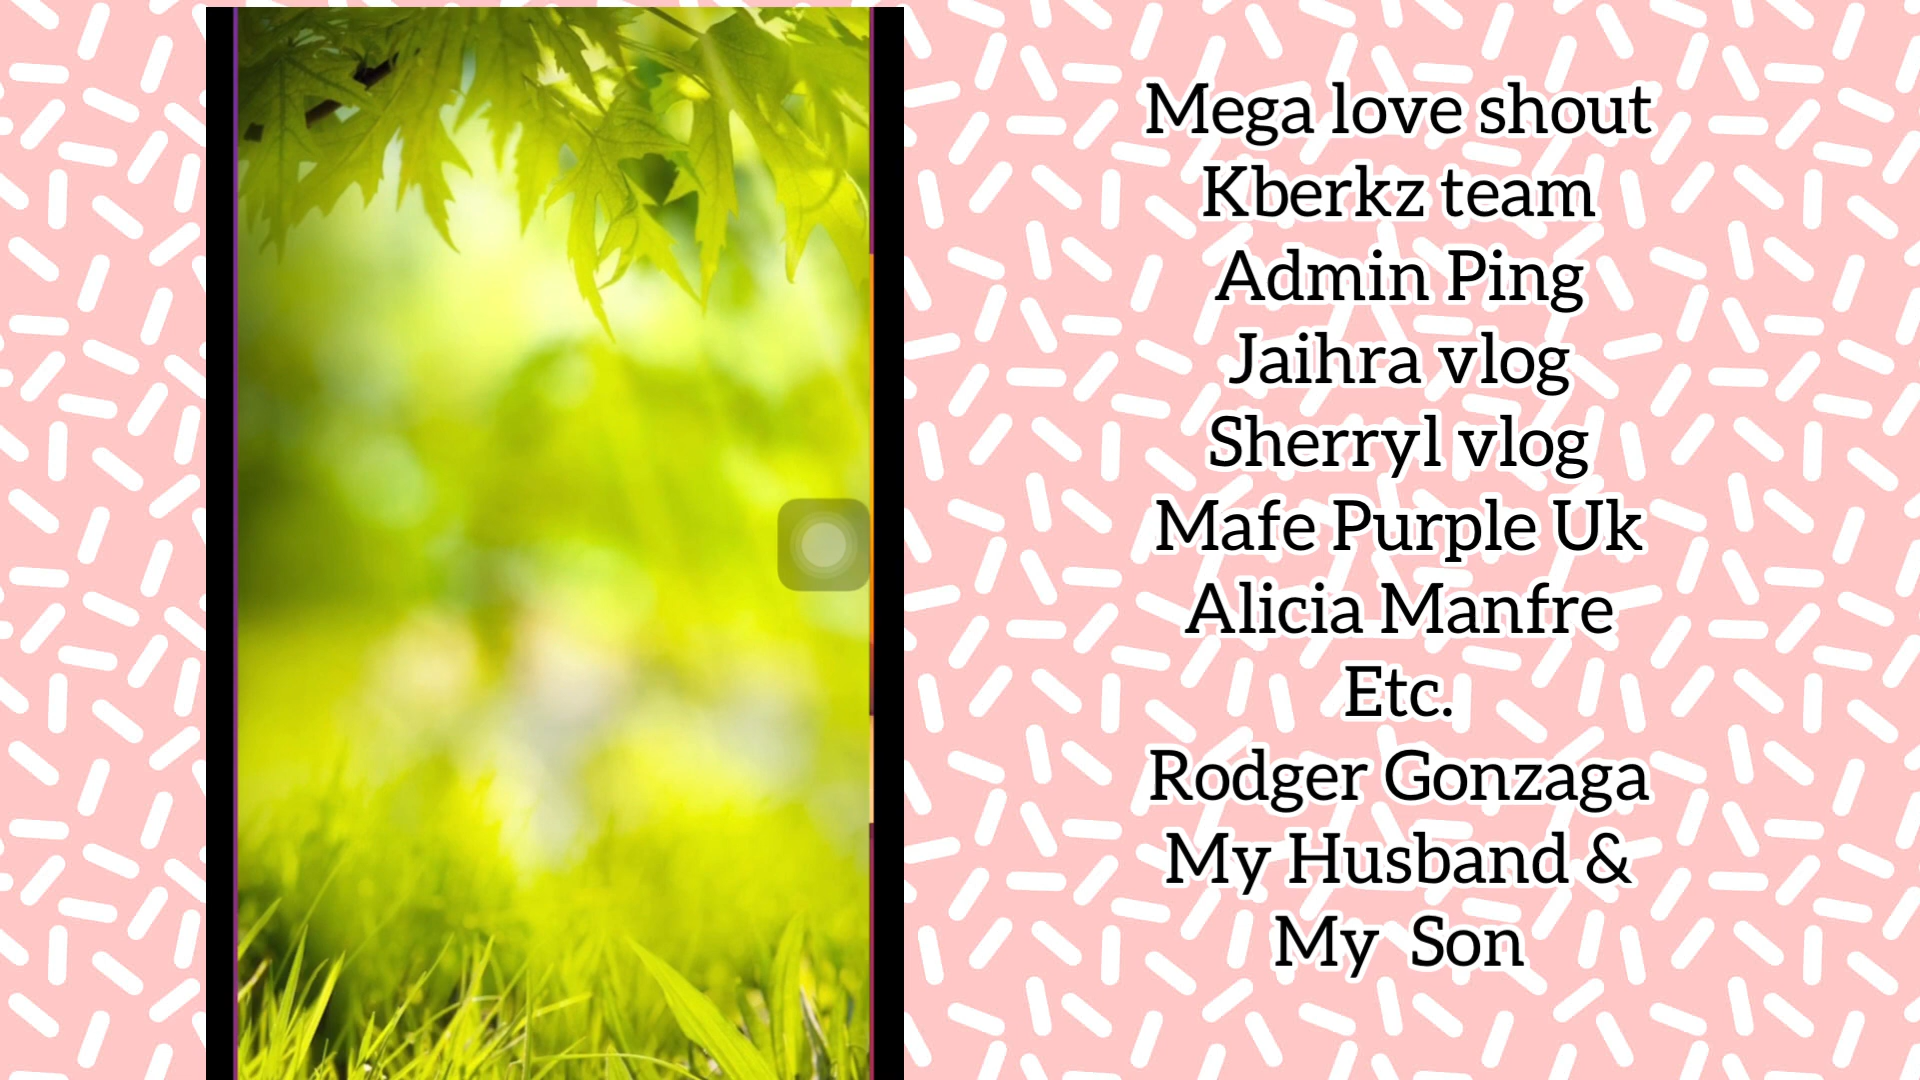 Mega love shout
Kberkz team
Admin Ping
Jaihra vlog
Sherryl vlog
Mafe Purple Uk
Alicia Manfre
Etc.
Rodger Gonzaga
My Husband &
My  Son